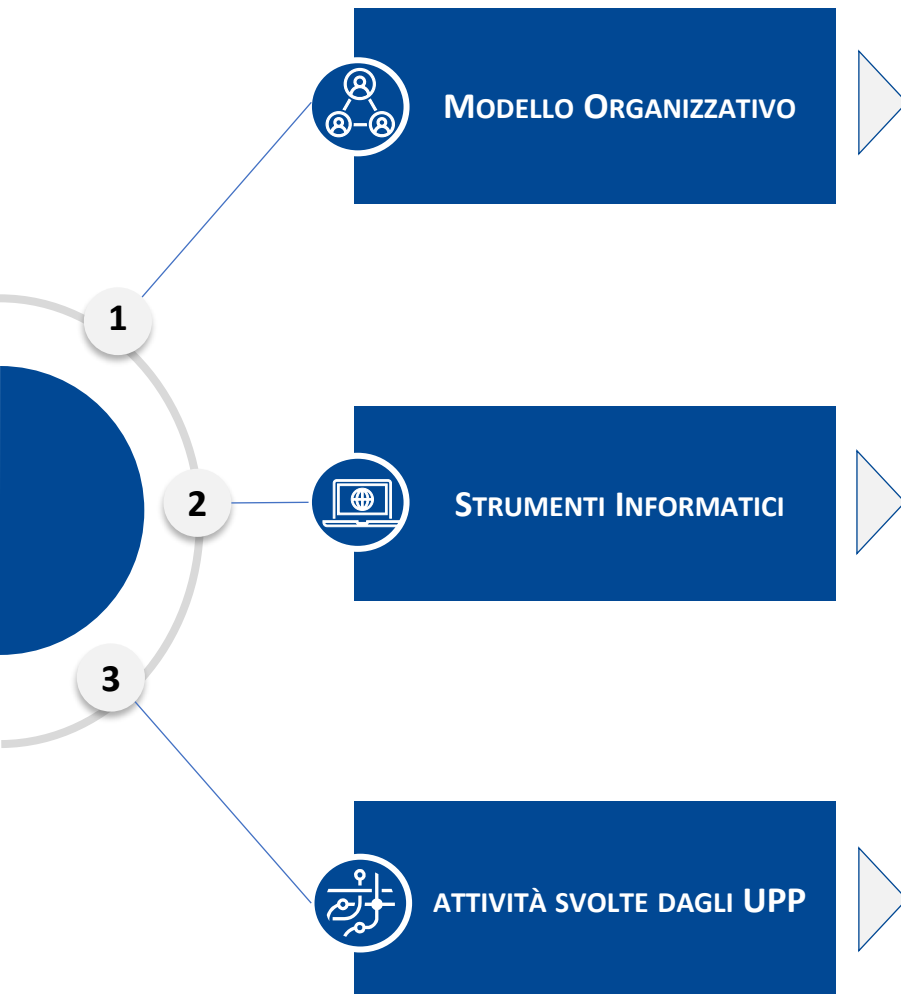 1
MODELLO ORGANIZZATIVO
2
STRUMENTI INFORMATICI
3
ATTIVITÀ SVOLTE DAGLI UPP